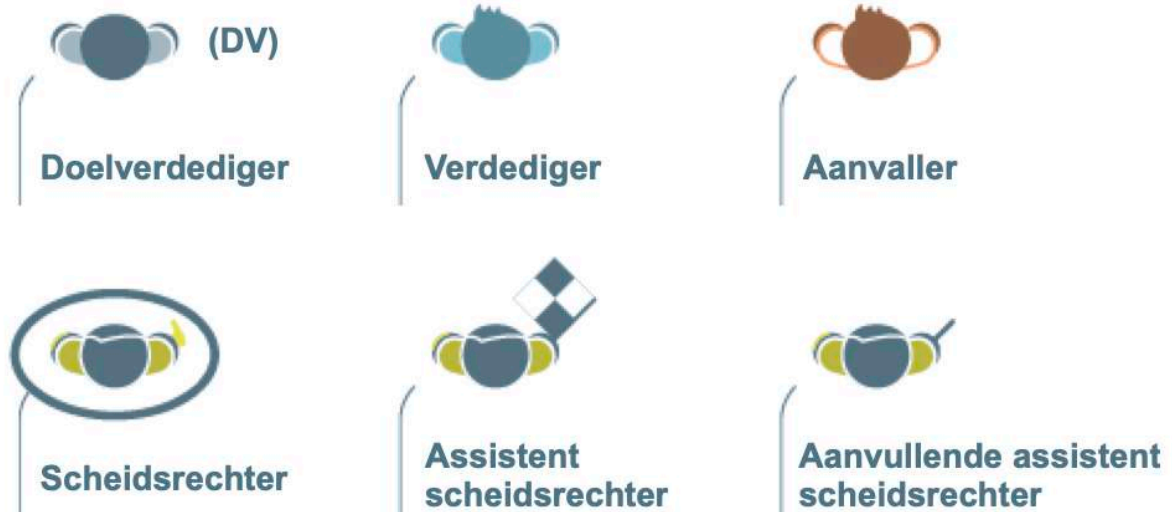 (DV)
Doelverdediger
Verdediger
Aanvaller
Scheidsrechter
Assistent
scheidsrechter
Aanvullende assistent
scheidsrechter